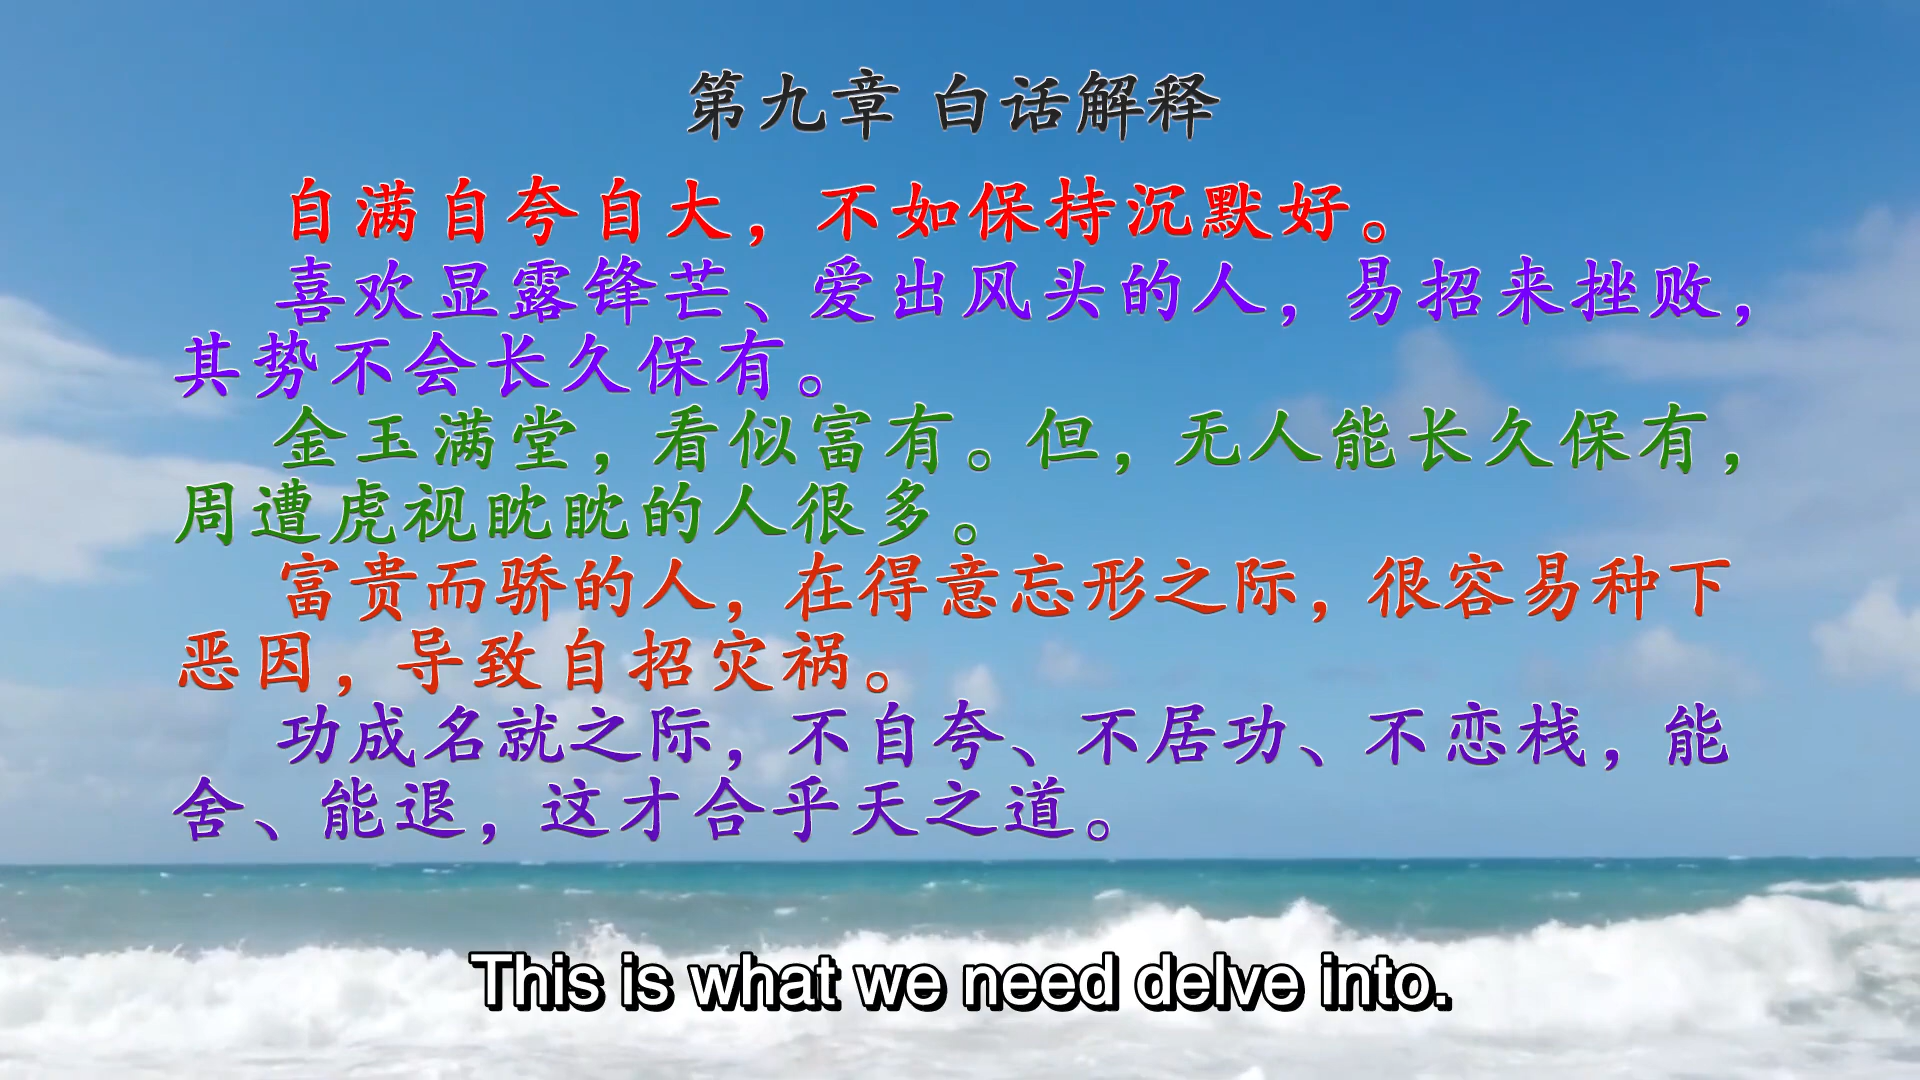 第九章 白话解释
自满自夸自大，不如保持沉默好。
喜欢显露锋芒、爱出风头的人，易招来挫败，
其势不会长久保有。
金玉满堂，看似富有。但，无人能长久保有，
周遭虎视眈眈的人很多。
富贵而骄的人，在得意忘形之际，很容易种下
恶因，导致自招灾祸。
功成名就之际，不自夸、不居功、不恋栈，能
舍、能退，这才合乎天之道。
This is what we need delve into.